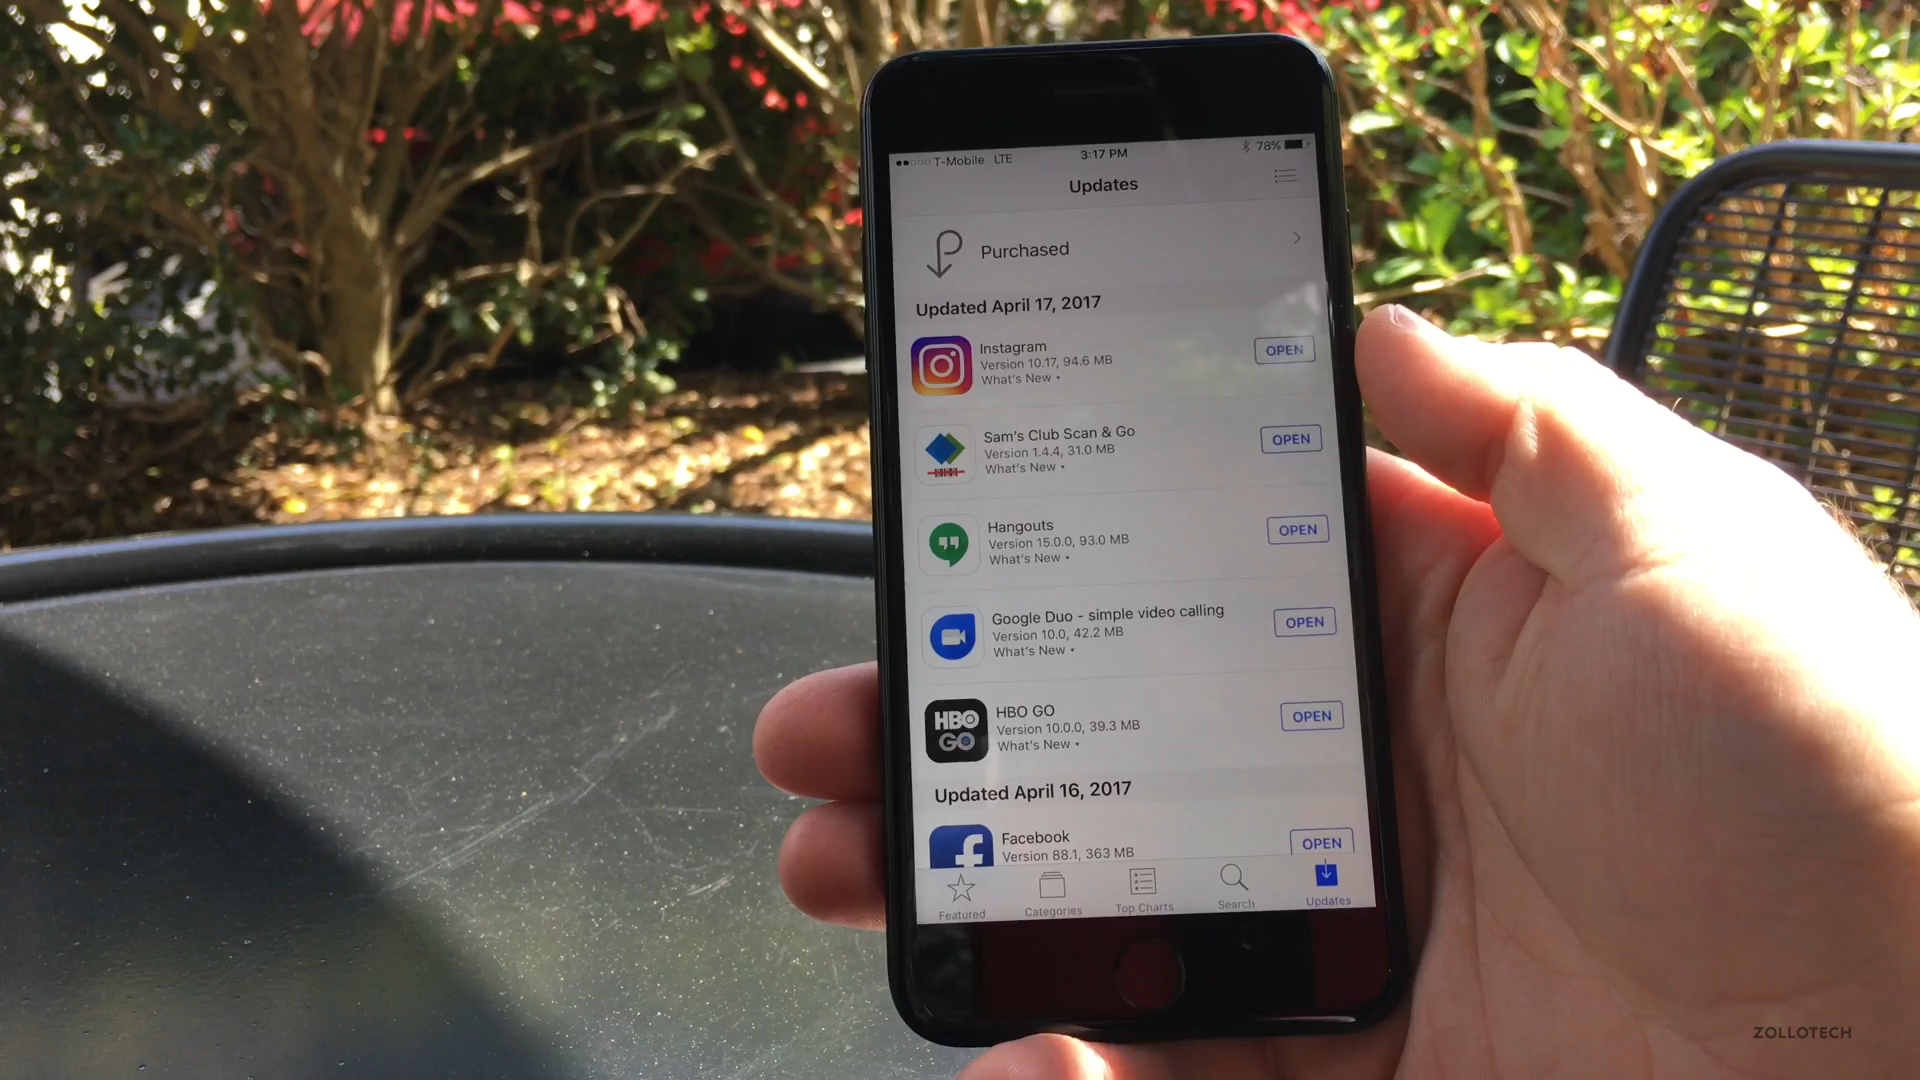 T-Mobile LTE 3:17 PM 78%
Updates
Purchased
Updated April 17, 2017
Instagram
Version 10.17, 94.6 MB
What's New
OPEN
Sam's Club Scan & Go
Version 1.4.4, 31.0 MB
What's New
OPEN
Hangouts
Version 15.0.0, 93.0 MB
What's New
OPEN
Google Duo - simple video calling
Version 10.0, 42.2 MB
What's New
OPEN
HBO
GO
HBO GO
Version 10.0.0, 39.3 MB
What's New
OPEN
Updated April 16, 2017
Facebook
Version 88.1, 363 MB
OPEN
Featured Categories Top Charts Search Updates
ZOLLOTECH